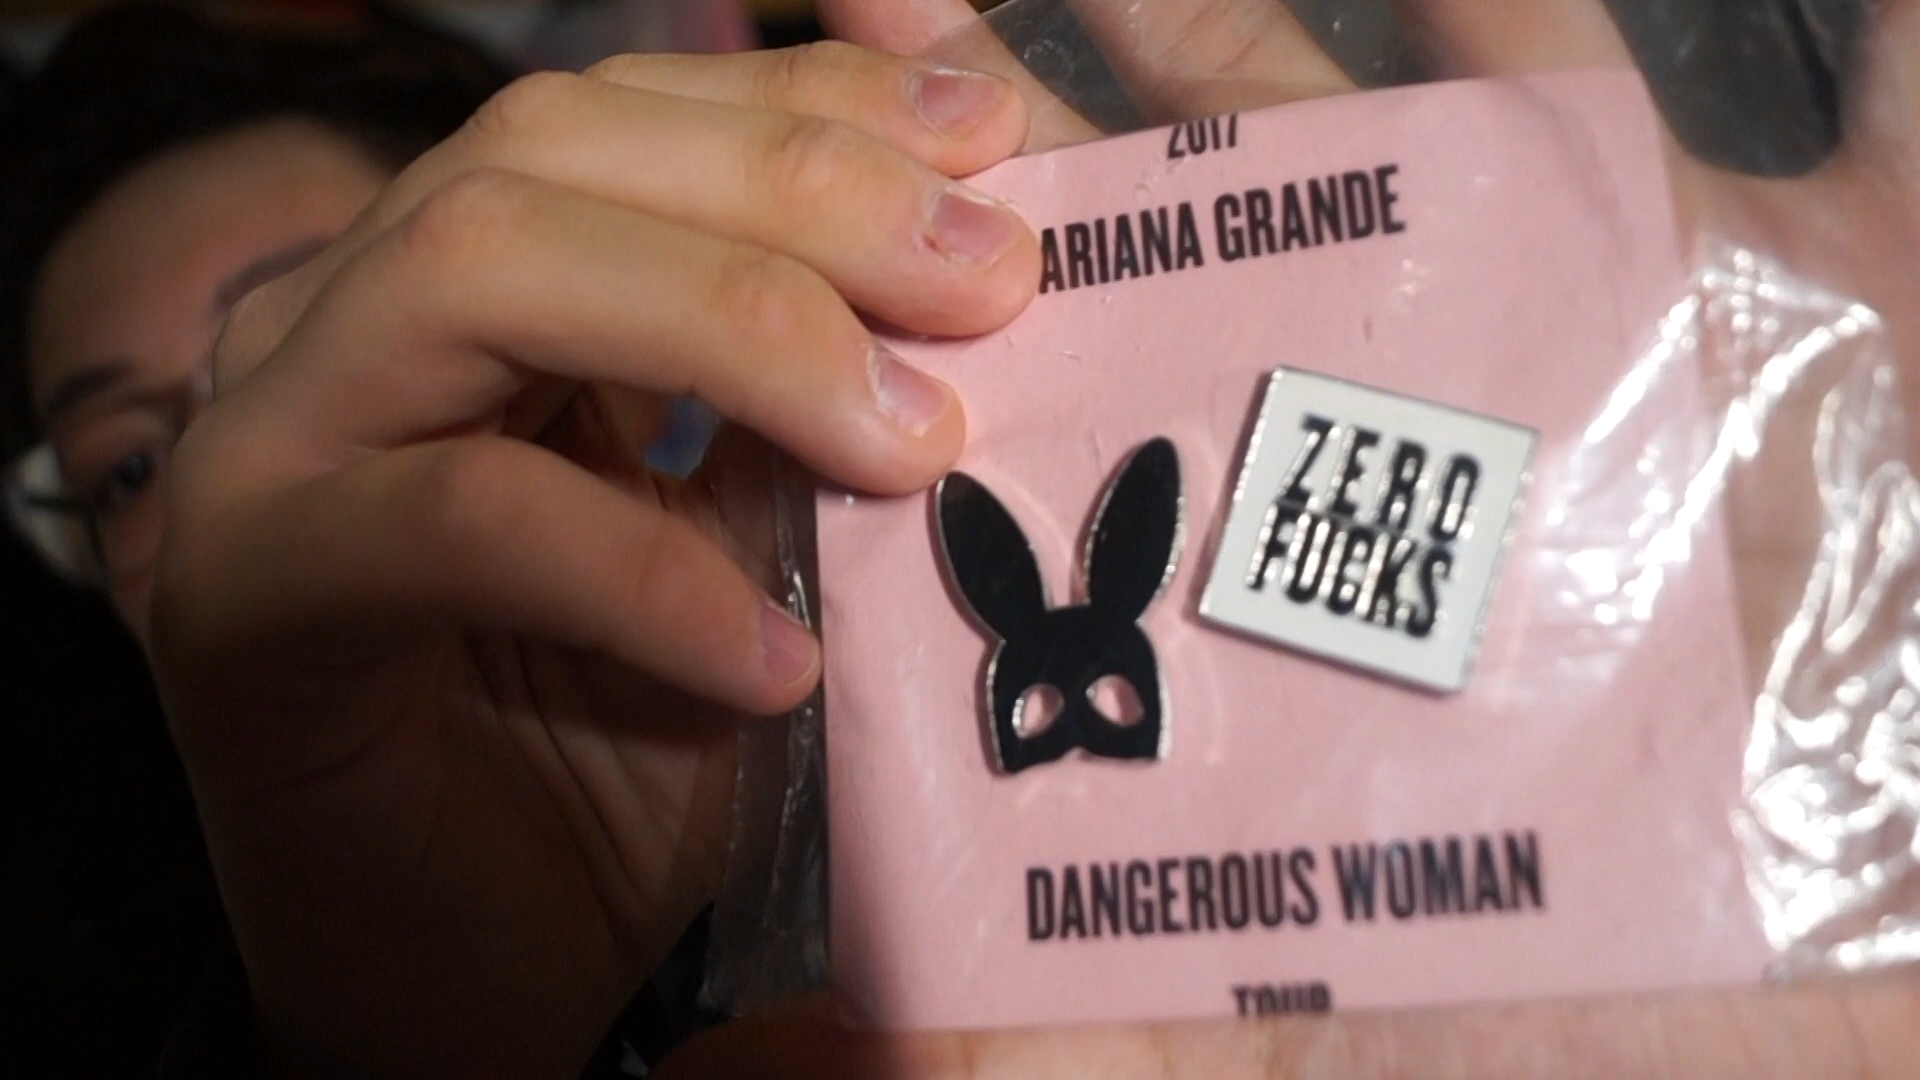 2017
ARIANA GRANDE
ZERO
FUCKS
DANGEROUS WOMAN
TOUR